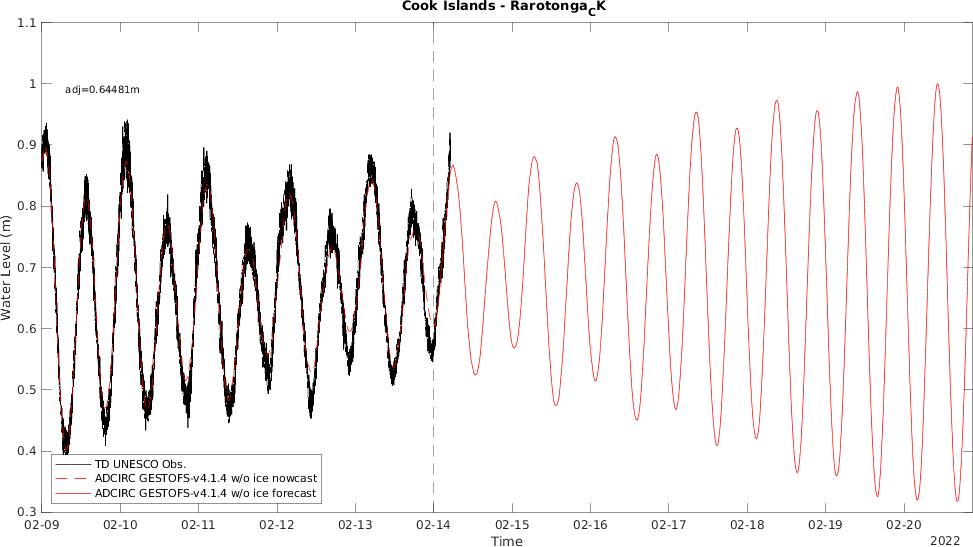 Cook Islands - Rarotonga_CK
1.1
1
0.9
0.8
0.7
0.6
0.5
0.4
0.3
Water Level (m)
adj=0.64481m
TD UNESCO Obs.
ADCIRC GESTOFS-v4.1.4 w/o ice nowcast
ADCIRC GESTOFS-v4.1.4 w/o ice forecast
02-09 02-10 02-11 02-12 02-13 02-14 02-15 02-16 02-17 02-18 02-19 02-20
Time
2022